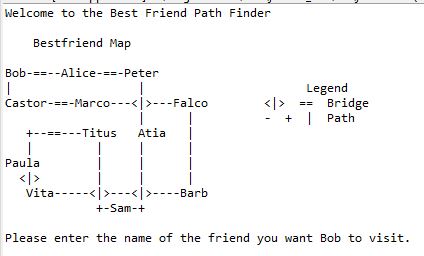 Welcome to the Best Friend Path Finder
Bestfriend Map
Bob-==--Alice-==-Peter
| | Legend
Castor-==-Marco---<|>---Falco <|> == Bridge
| | - + | Path
+--==---Titus Atia |
| | | |
Paula | | |
<|> | | |
Vita-----<|>---<|>----Barb
+-Sam-+
Please enter the name of the friend you want Bob to visit.